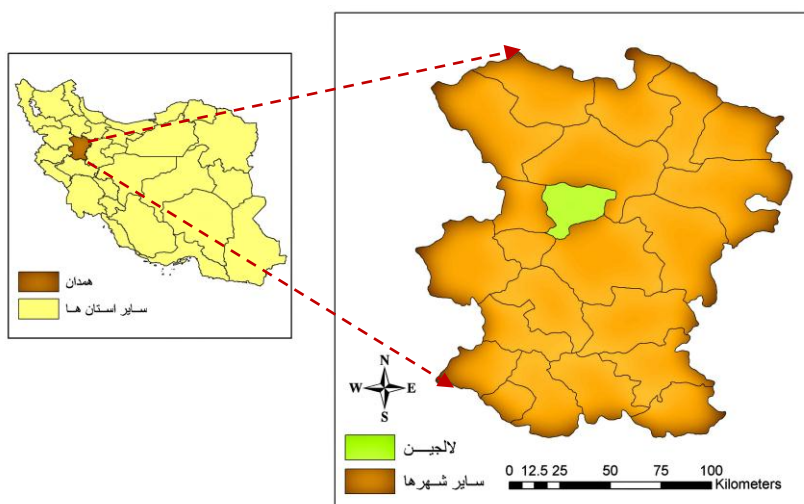 همدان
سایر استان ها
N
W E
S
لالجین
سایر شهرها
0 12.5 25 50 75 100
Kilometers